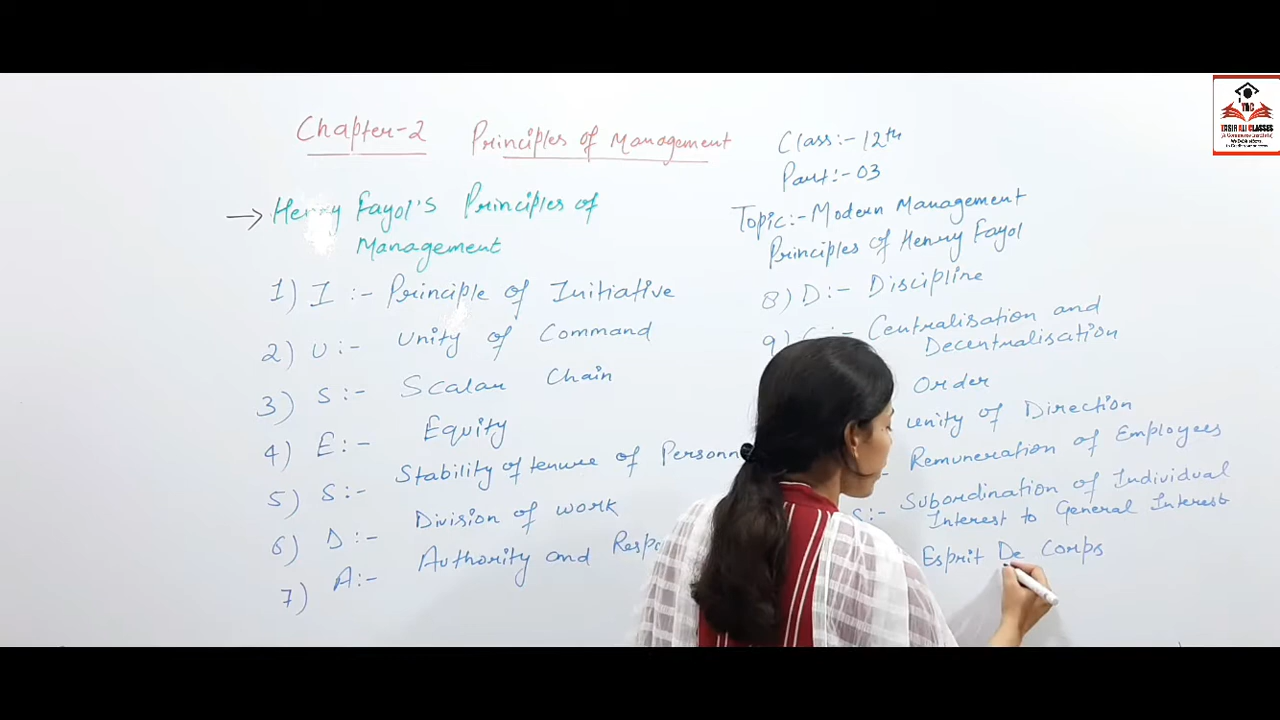 Chapter-2 Principles of Management
Class:- 12th
Part:- 03
Topic:- Modern Management
Principles of Henry Fayol
→ Henry Fayol's Principles of
Management
1) I :- Principle of Initiative
2) U :- Unity of Command
3) S :- Scalar Chain
4) E :- Equity
5) S :- Stability of tenure of Personn
6) D :- Division of work
7) A :- Authority and Resp
8) D :- Discipline
9) C :- Centralisation and
Decentralisation
Order
unity of Direction
Remuneration of Employees
S :- Subordination of Individual
Interest to General Interest
Esprit De Corps
TAC